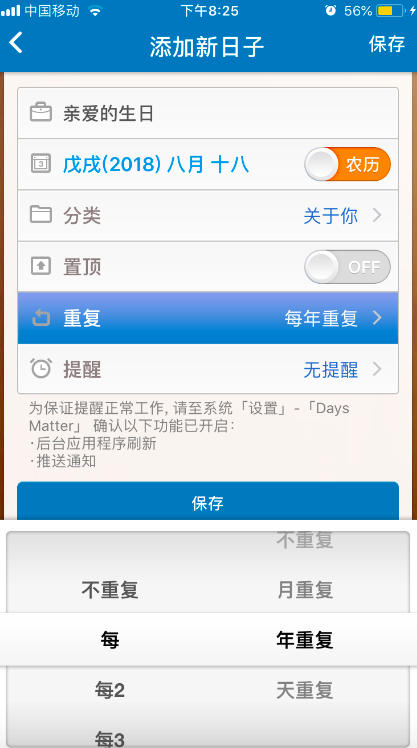 中国移动 下午8:25 56%
添加新日子 保存
亲爱的生日
戊戌(2018) 八月 十八 农历
分类 关于你
置顶 OFF
重复 每年重复
提醒 无提醒
为保证提醒正常工作, 请至系统「设置」-「Days
Matter」 确认以下功能已开启:
·后台应用程序刷新
·推送通知
保存
不重复
不重复 月重复
每 年重复
每2 天重复
每3